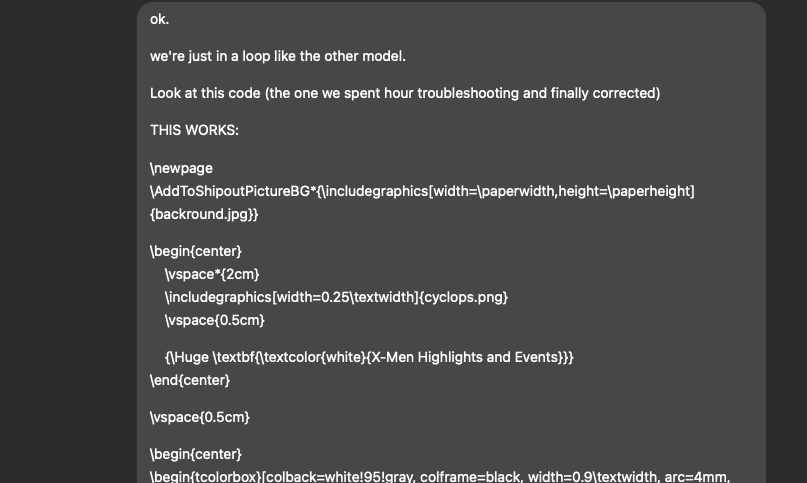 ok.
we're just in a loop like the other model.
Look at this code (the one we spent hour troubleshooting and finally corrected)
THIS WORKS:
\newpage
\AddToShipoutPictureBG*{\includegraphics[width=\paperwidth,height=\paperheight]
{backround.jpg}}
\begin{center}
\vspace*{2cm}
\includegraphics[width=0.25\textwidth]{cyclops.png}
\vspace{0.5cm}
{\Huge \textbf{\textcolor{white}{X-Men Highlights and Events}}}
\end{center}
\vspace{0.5cm}
\begin{center}
\begin{tcolorbox}[colback=white!95!gray, colframe=black, width=0.9\textwidth, arc=4mm,